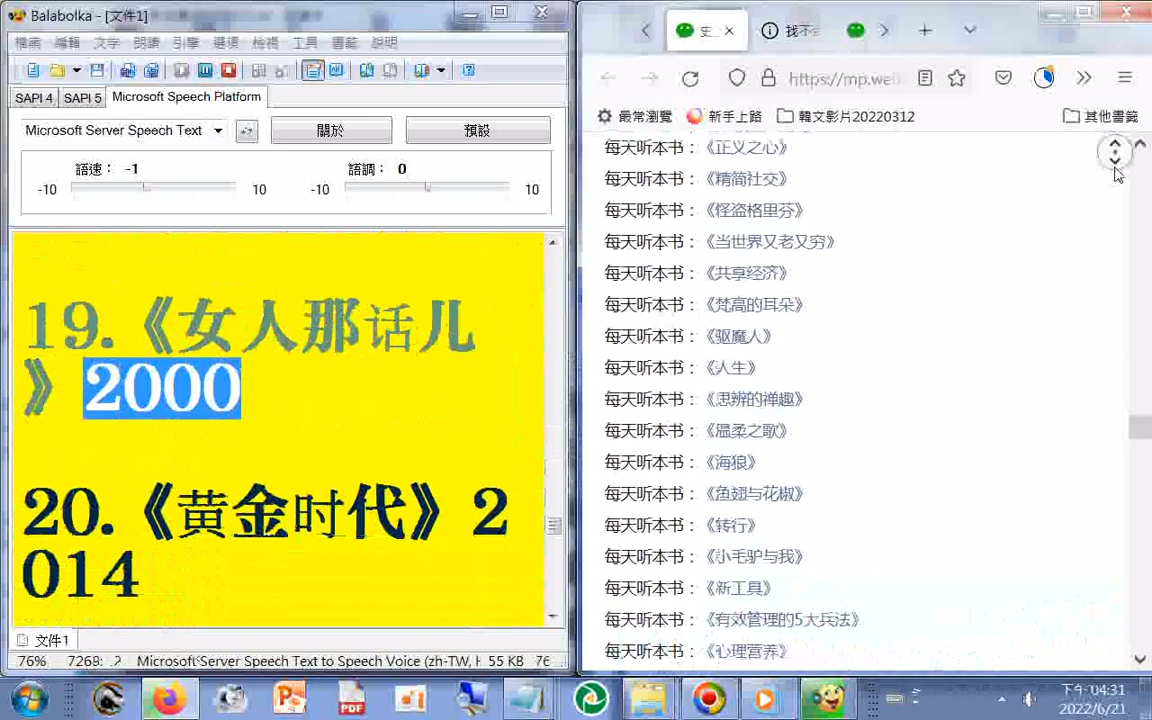 Balabolka - [文件1]
檔案 編輯 文字 朗讀 引擎 選項 檢視 工具 書籤 說明
SAPI 4 SAPI 5 Microsoft Speech Platform
Microsoft Server Speech Text 關於 預設
語速： -1 語調： 0
-10 10 -10 10
19.《女人那话儿
》2000
20.《黄金时代》2
014
文件1
76% Microsoft Server Speech Text to Speech Voice (zh-TW, H 55 KB 76
史 找不
https://mp.wei
最常瀏覽 新手上路 韓文影片20220312 其他書籤
每天听本书：《正义之心》
每天听本书：《精简社交》
每天听本书：《怪盗格里芬》
每天听本书：《当世界又老又穷》
每天听本书：《共享经济》
每天听本书：《梵高的耳朵》
每天听本书：《驱魔人》
每天听本书：《人生》
每天听本书：《思辨的禅趣》
每天听本书：《温柔之歌》
每天听本书：《海狼》
每天听本书：《鱼翅与花椒》
每天听本书：《转行》
每天听本书：《小毛驴与我》
每天听本书：《新工具》
每天听本书：《有效管理的5大兵法》
每天听本书：《心理营养》
PDF
下午 04:31
2022/6/21